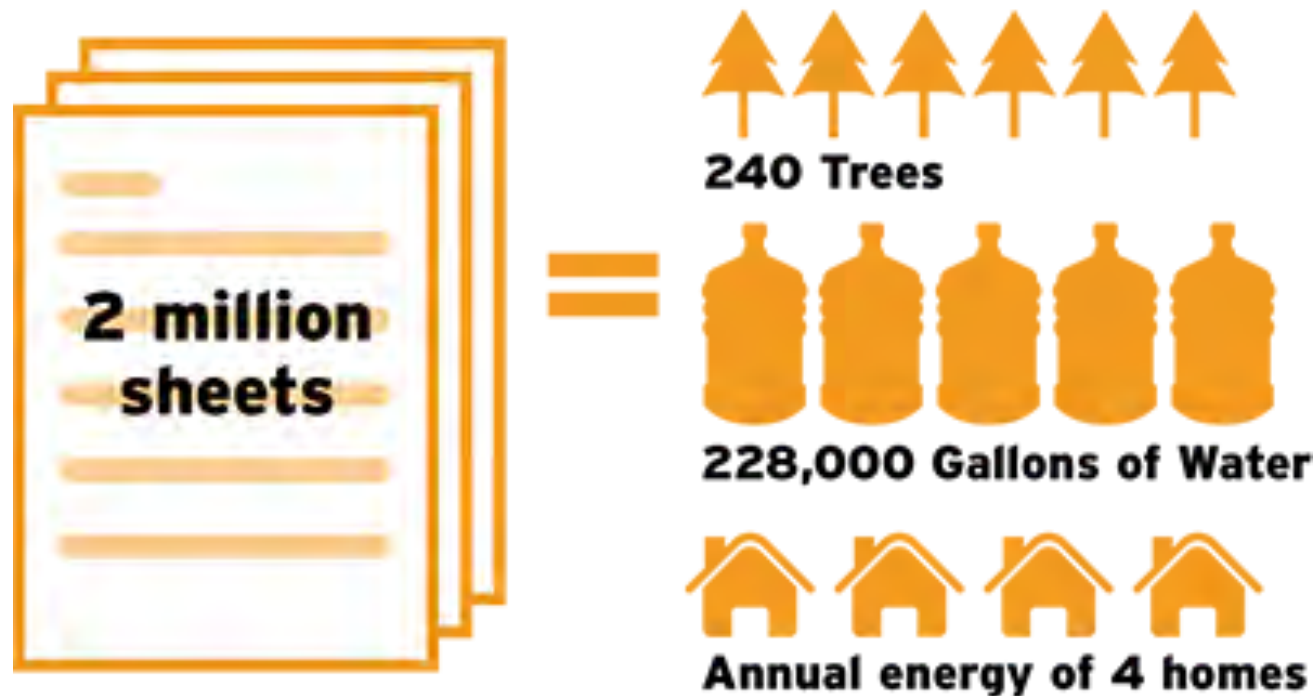 2 million
sheets
240 Trees
228,000 Gallons of Water
Annual energy of 4 homes